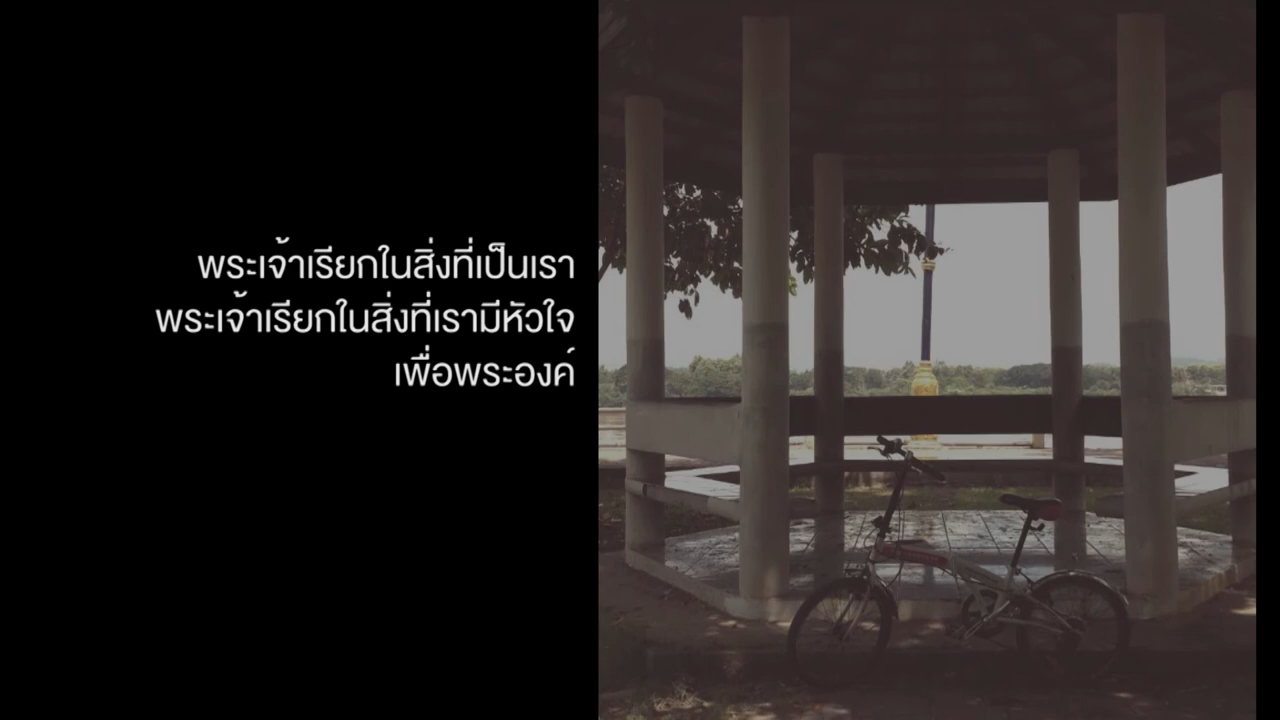 พระเจ้าเรียกในสิ่งที่เป็นเรา
พระเจ้าเรียกในสิ่งที่เรามีหัวใจ
เพื่อพระองค์